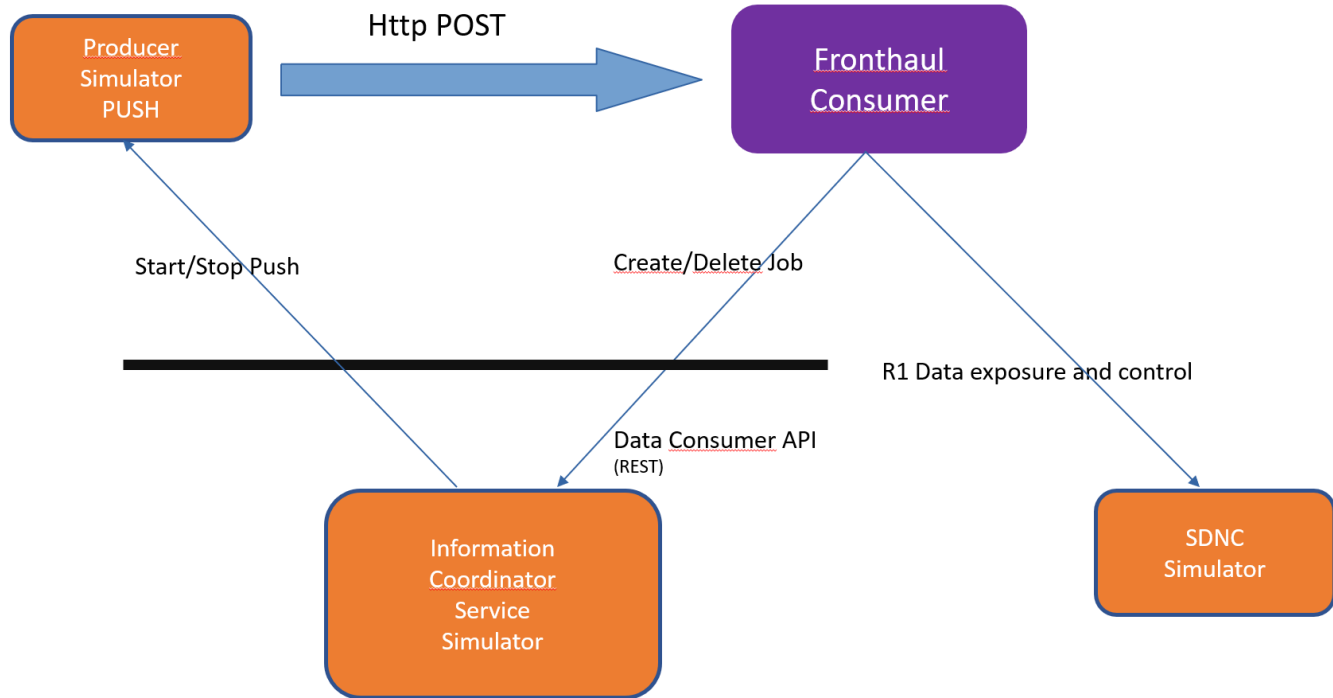 Http POST
Producer
Simulator
PUSH
Fronthaul
Consumer
Start/Stop Push
Create/Delete Job
R1 Data exposure and control
Data Consumer API
(REST)
Information
Coordinator
Service
Simulator
SDNC
Simulator